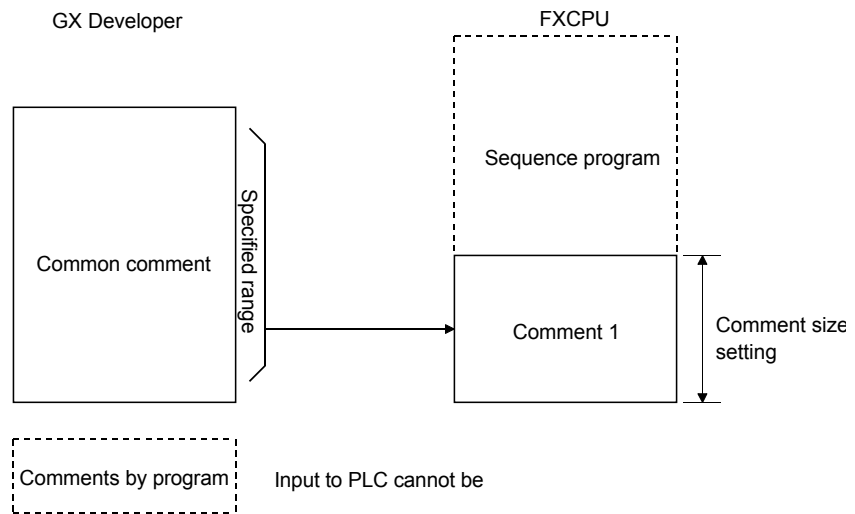 GX Developer
FXCPU
Sequence program
Specified range
Common comment
Comment 1
Comment size
setting
Comments by program
Input to PLC cannot be